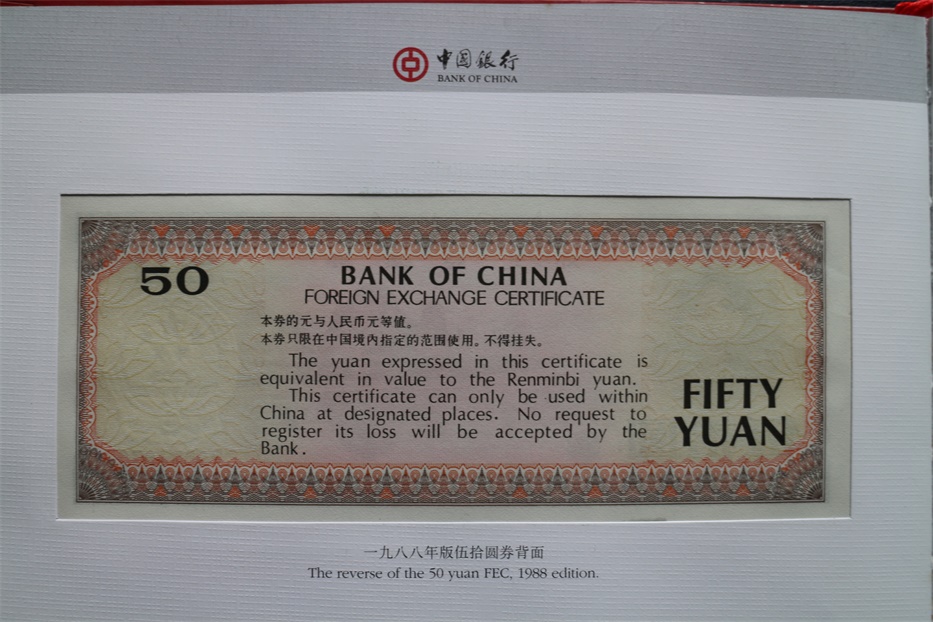 中国銀行
BANK OF CHINA
50
BANK OF CHINA
FOREIGN EXCHANGE CERTIFICATE
本券的元与人民币元等值。
本券只限在中国境内指定的范围使用。不得挂失。
The yuan expressed in this certificate is
equivalent in value to the Renminbi yuan.
This certificate can only be used within
China at designated places. No request to
register its loss will be accepted by the
Bank.
FIFTY
YUAN
一九八八年版伍拾圆券背面
The reverse of the 50 yuan FEC, 1988 edition.